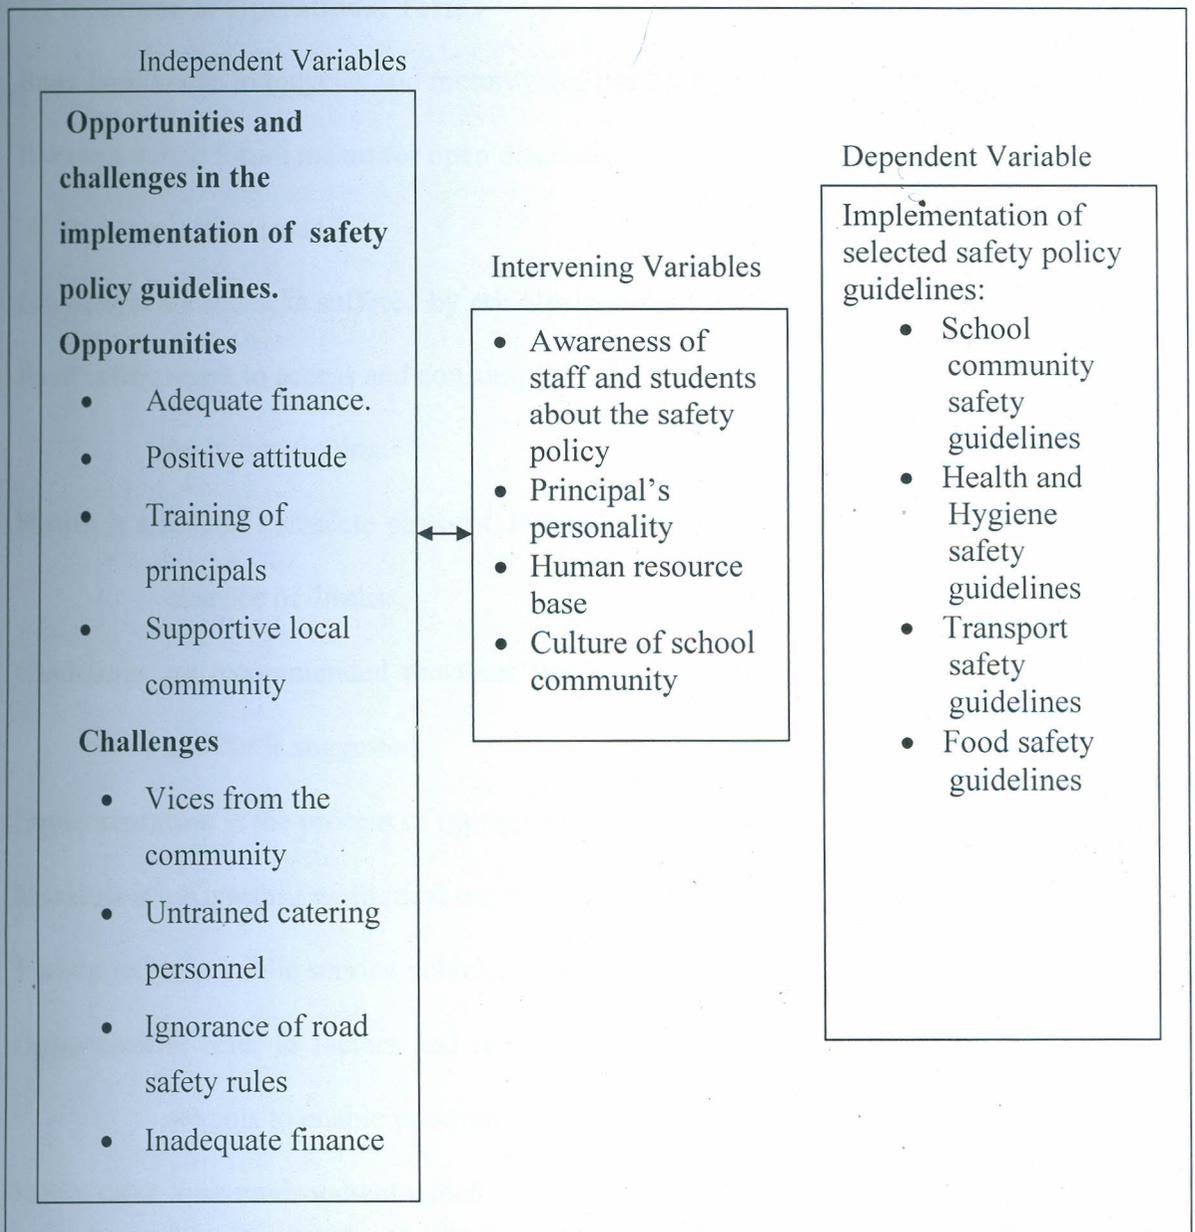 Independent Variables
Opportunities and
challenges in the
implementation of safety
policy guidelines.
Opportunities
• Adequate finance.
• Positive attitude
• Training of
principals
• Supportive local
community
Challenges
• Vices from the
community
• Untrained catering
personnel
• Ignorance of road
safety rules
• Inadequate finance
Intervening Variables
• Awareness of
staff and students
about the safety
policy
• Principal's
personality
• Human resource
base
• Culture of school
community
Dependent Variable
Implementation of
selected safety policy
guidelines:
• School
community
safety
guidelines
• Health and
Hygiene
safety
guidelines
• Transport
safety
guidelines
• Food safety
guidelines